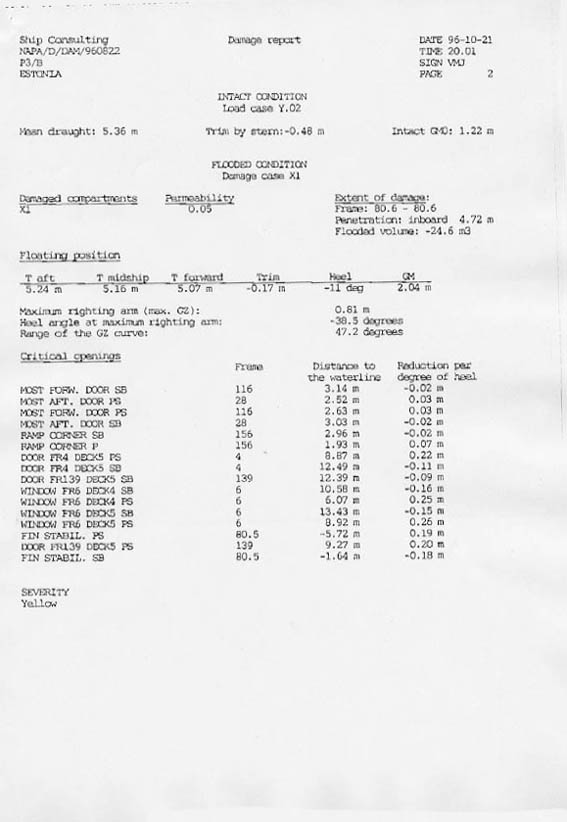 Ship Consulting Damage report DATE 96-10-21
NAPA/D/DAM/960822 TIME 20.01
P3/B SIGN VMJ
ESTONIA PAGE 2
INTACT CONDITION
Load case Y.02
Mean draught: 5.36 m Trim by stern:-0.48 m Intact GM0: 1.22 m
FLOODED CONDITION
Damage case X1
Damaged compartments Permeability Extent of damage:
X1 0.05 Frame: 80.6 - 80.6
Penetration: inboard 4.72 m
Flooded volume: -24.6 m3
Floating position
T aft T midship T forward Trim Heel GM
5.24 m 5.16 m 5.07 m -0.17 m -11 deg 2.04 m
Maximum righting arm (max. GZ): 0.81 m
Heel angle at maximum righting arm: -38.5 degrees
Range of the GZ curve: 47.2 degrees
Critical openings
Frame Distance to Reduction per
the waterline degree of heel
MOST FORW. DOOR SB 116 3.14 m -0.02 m
MOST AFT. DOOR PS 28 2.52 m 0.03 m
MOST FORW. DOOR PS 116 2.63 m 0.03 m
MOST AFT. DOOR SB 28 3.03 m -0.02 m
RAMP CORNER SB 156 2.96 m -0.02 m
RAMP CORNER P 156 1.93 m 0.07 m
DOOR FR4 DECK5 PS 4 8.87 m 0.22 m
DOOR FR4 DECK5 SB 4 12.49 m -0.11 m
DOOR FR139 DECK5 SB 139 12.39 m -0.09 m
WINDOW FR6 DECK4 SB 6 10.58 m -0.16 m
WINDOW FR6 DECK4 PS 6 6.07 m 0.25 m
WINDOW FR6 DECK5 SB 6 13.43 m -0.15 m
WINDOW FR6 DECK5 PS 6 8.92 m 0.26 m
FIN STABIL. PS 80.5 -5.72 m 0.19 m
DOOR FR139 DECK5 PS 139 9.27 m 0.20 m
FIN STABIL. SB 80.5 -1.64 m -0.18 m
SEVERITY
Yellow